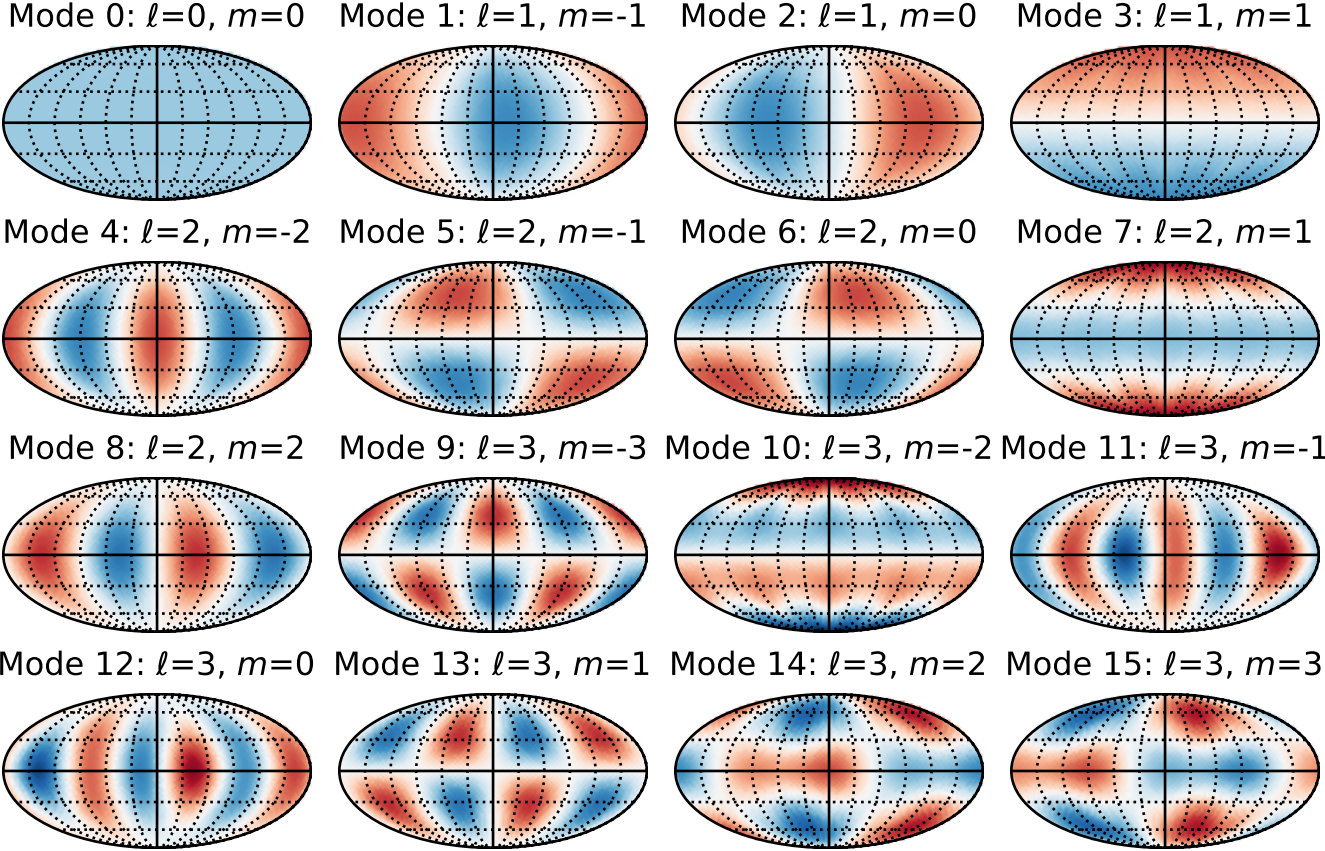 Mode 0: ℓ=0, m=0
Mode 1: ℓ=1, m=-1
Mode 2: ℓ=1, m=0
Mode 3: ℓ=1, m=1
Mode 4: ℓ=2, m=-2
Mode 5: ℓ=2, m=-1
Mode 6: ℓ=2, m=0
Mode 7: ℓ=2, m=1
Mode 8: ℓ=2, m=2
Mode 9: ℓ=3, m=-3
Mode 10: ℓ=3, m=-2
Mode 11: ℓ=3, m=-1
Mode 12: ℓ=3, m=0
Mode 13: ℓ=3, m=1
Mode 14: ℓ=3, m=2
Mode 15: ℓ=3, m=3